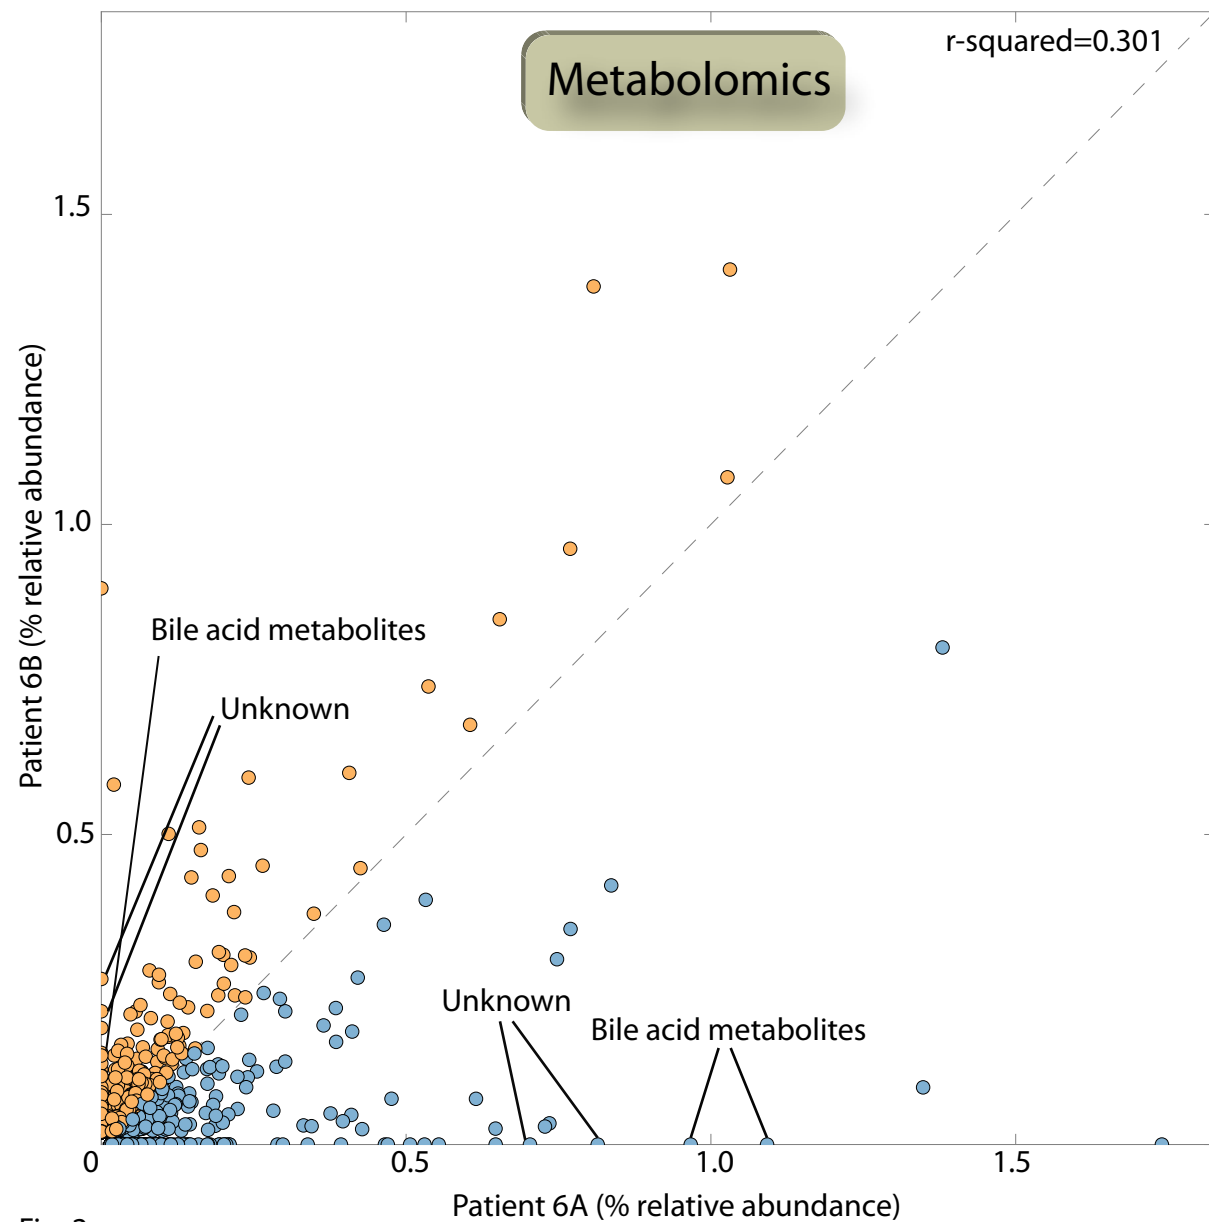 r-squared=0.301
Metabolomics
1.5
1.0
Bile acid metabolites
Unknown
0.5
Unknown
Bile acid metabolites
0
0.5
1.0
1.5
Patient 6B (% relative abundance)
Patient 6A (% relative abundance)